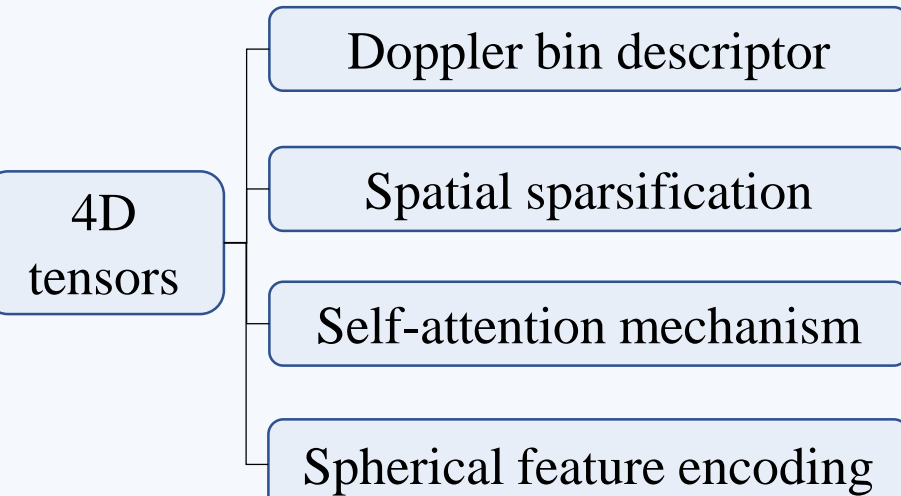 4D
tensors
Doppler bin descriptor
Spatial sparsification
Self-attention mechanism
Spherical feature encoding